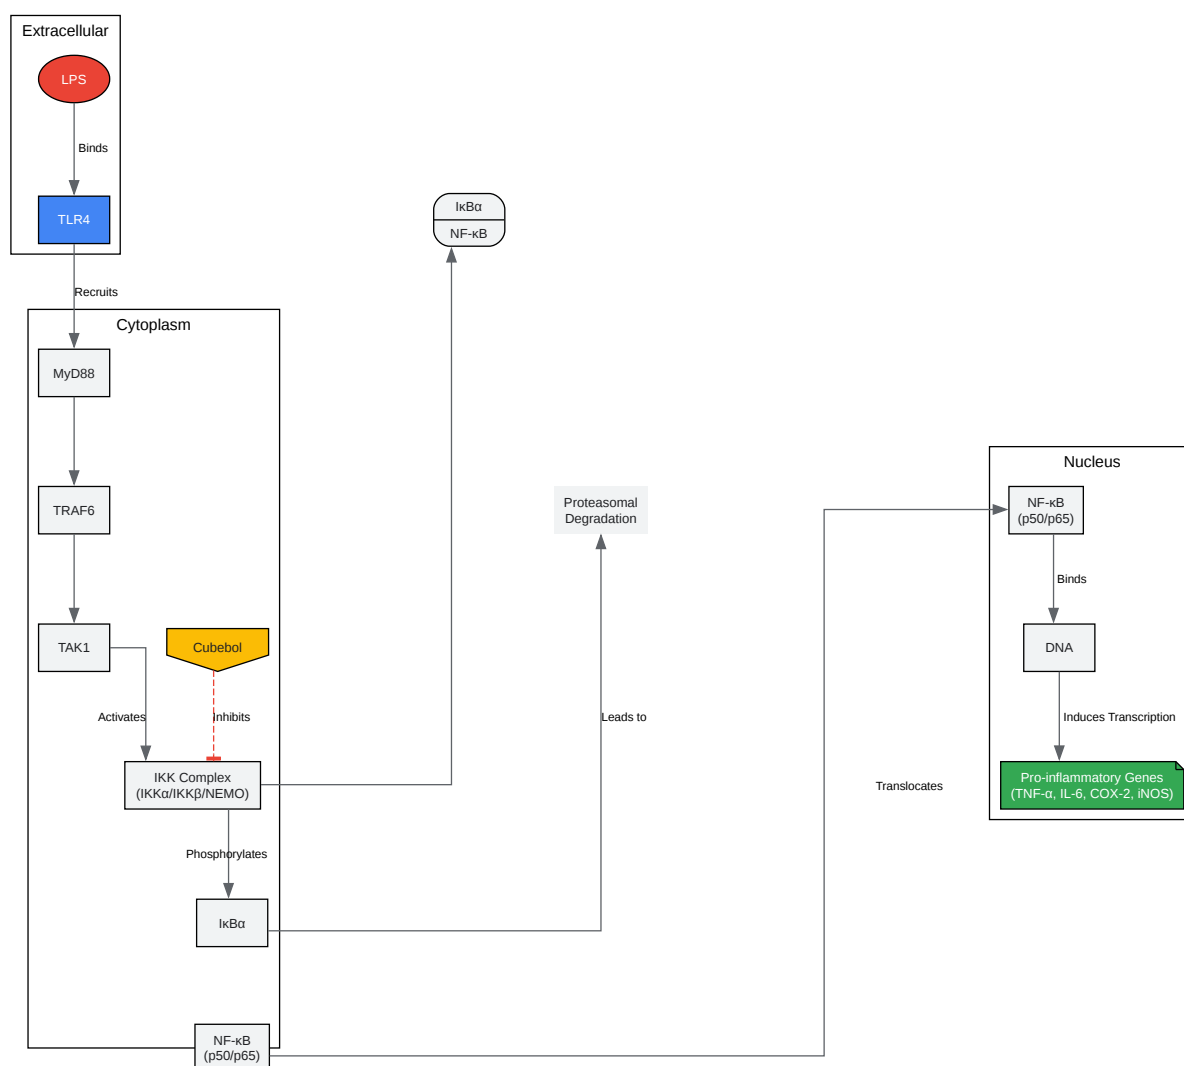 Extracellular
LPS
Binds
TLR4
Recruits
Cytoplasm
MyD88
TRAF6
TAK1
Cubebol
Activates
Inhibits
IKK Complex
(IKKα/IKKβ/NEMO)
Phosphorylates
IκBα
NF-κB
(p50/p65)
IκBα
NF-κB
Proteasomal
Degradation
Leads to
Translocates
Nucleus
NF-κB
(p50/p65)
Binds
DNA
Induces Transcription
Pro-inflammatory Genes
(TNF-α, IL-6, COX-2, iNOS)